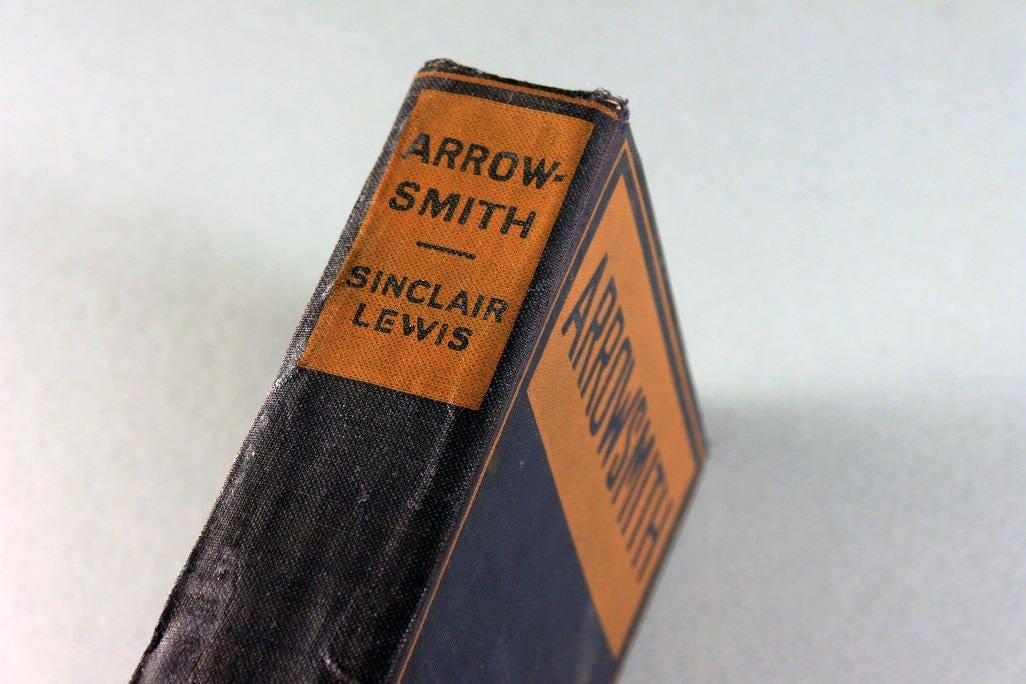 ARROW-
SMITH
SINCLAIR
LEWIS
ARROWSMITH